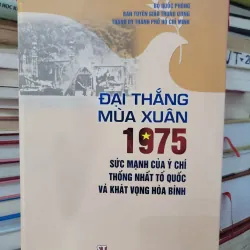 BỘ QUỐC PHÒNG
BAN TUYÊN GIÁO TRUNG ƯƠNG
THÀNH ỦY THÀNH PHỐ HỒ CHÍ MINH
ĐẠI THẮNG
MÙA XUÂN
1975
SỨC MẠNH CỦA Ý CHÍ
THỐNG NHẤT TỔ QUỐC
VÀ KHÁT VỌNG HÒA BÌNH